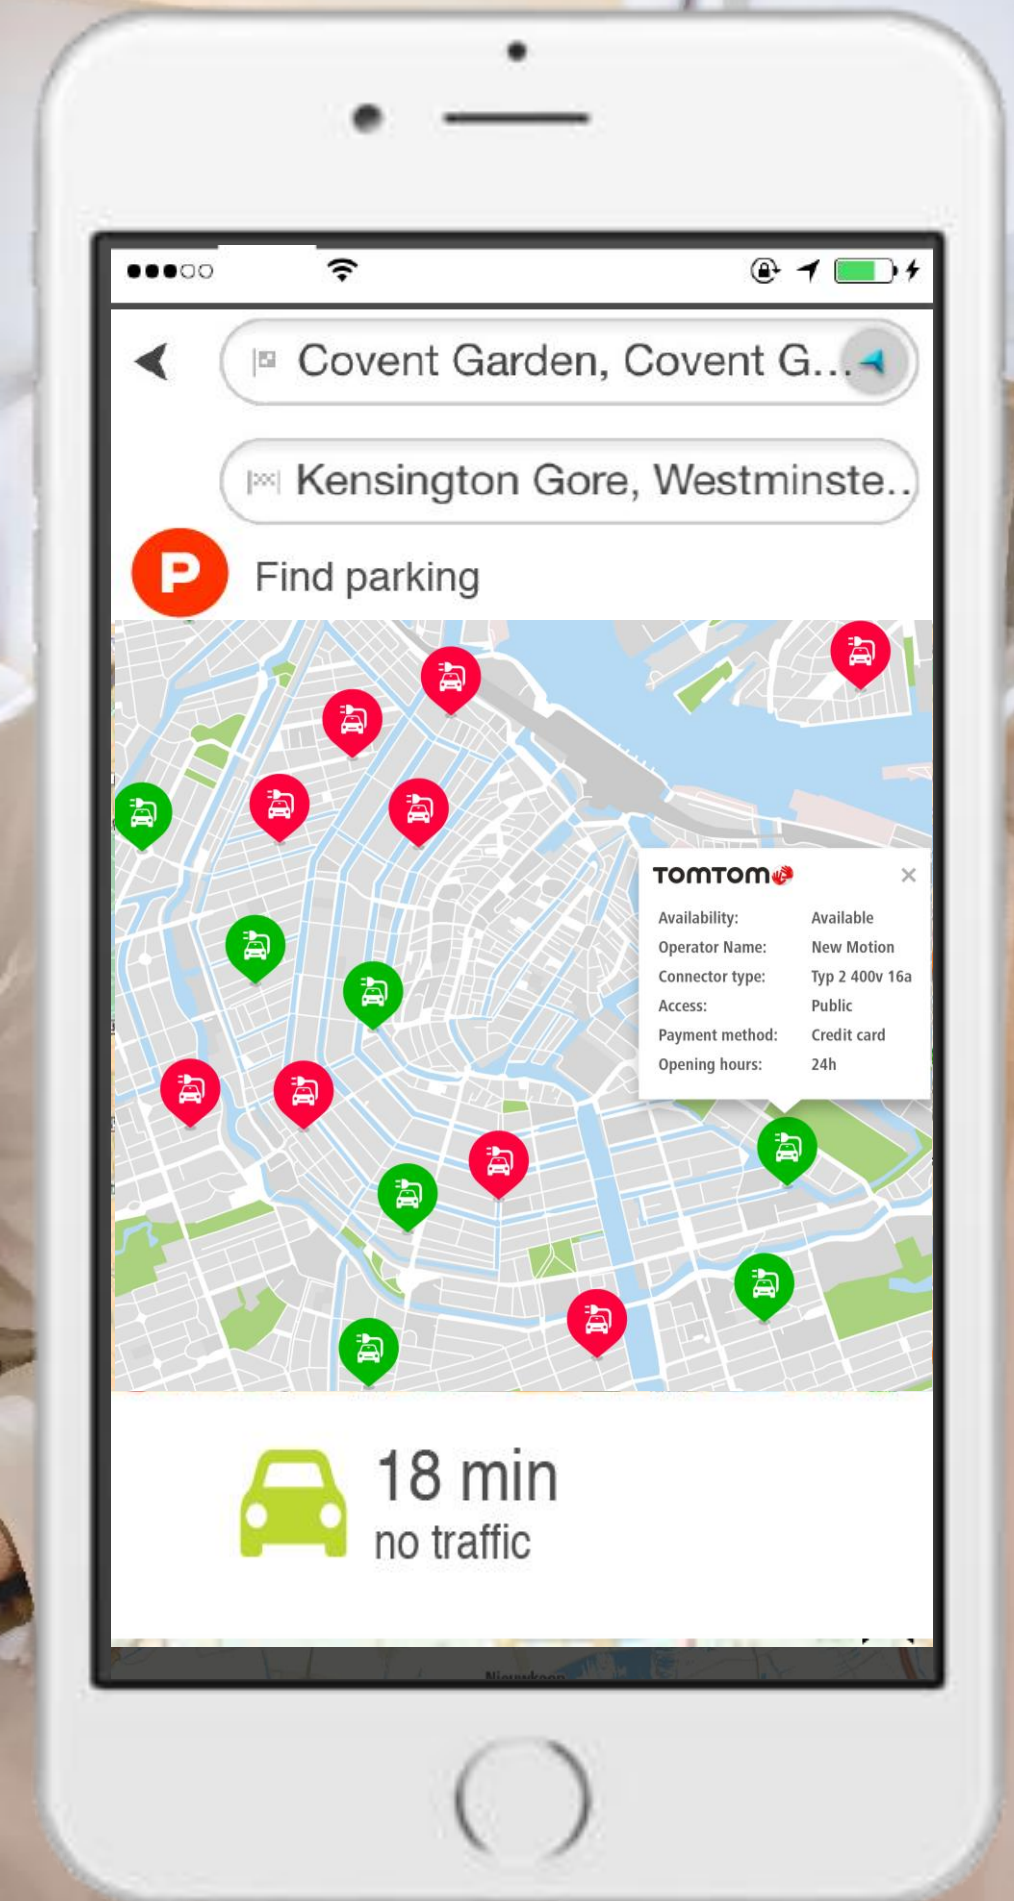 Covent Garden, Covent G...
Kensington Gore, Westminste..
P Find parking
TOMTOM
Availability: Available
Operator Name: New Motion
Connector type: Typ 2 400v 16a
Access: Public
Payment method: Credit card
Opening hours: 24h
18 min
no traffic
Nieuwkoop